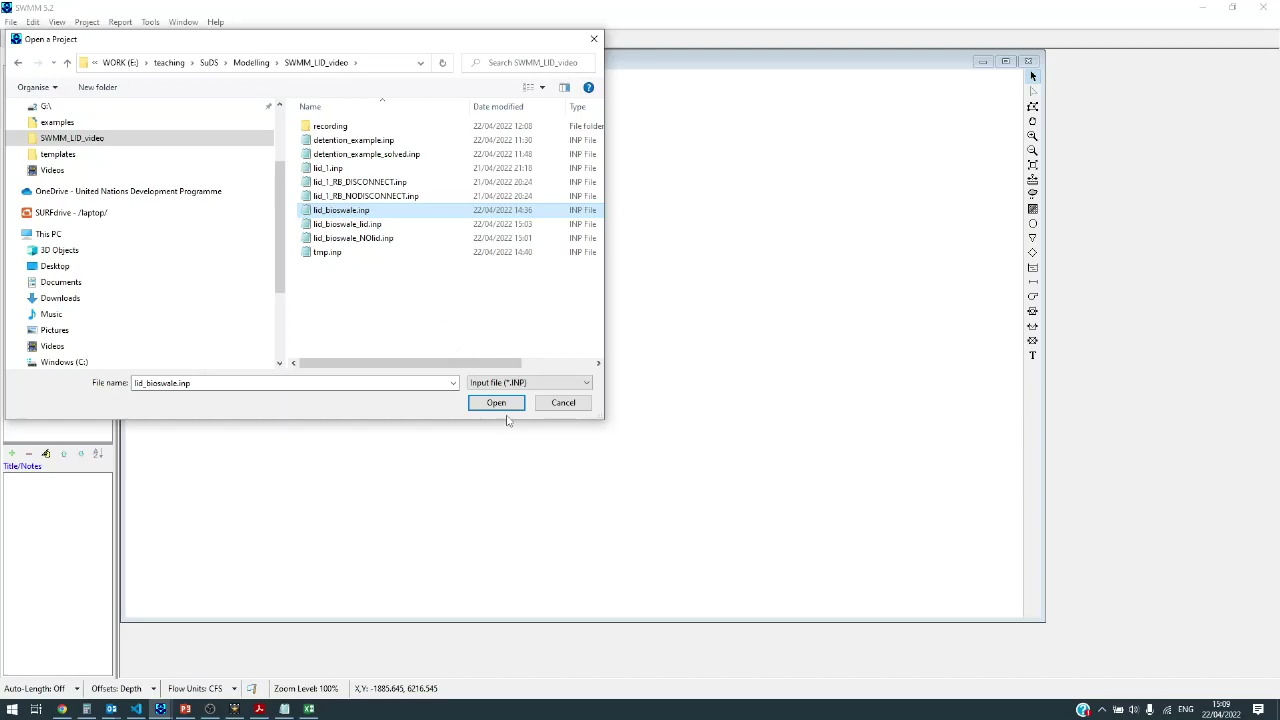 SWMM 5.2
File Edit View Project Report Tools Window Help
Open a Project
« WORK (E:) › teaching › SuDS › Modelling › SWMM_LID_video ›
Search SWMM_LID_video
Organise New folder
G:\
examples
SWMM_LID_video
templates
Videos
OneDrive - United Nations Development Programme
SURFdrive - /laptop/
This PC
3D Objects
Desktop
Documents
Downloads
Music
Pictures
Videos
Windows (C:)
Name Date modified Type
recording 22/04/2022 12:08 File folder
detention_example.inp 22/04/2022 11:30 INP File
detention_example_solved.inp 22/04/2022 11:48 INP File
lid_1.inp 21/04/2022 21:18 INP File
lid_1_RB_DISCONNECT.inp 21/04/2022 20:24 INP File
lid_1_RB_NODISCONNECT.inp 21/04/2022 20:24 INP File
lid_bioswale.inp 22/04/2022 14:36 INP File
lid_bioswale_lid.inp 22/04/2022 15:03 INP File
lid_bioswale_NOlid.inp 22/04/2022 15:01 INP File
tmp.inp 22/04/2022 14:40 INP File
File name: lid_bioswale.inp Input file (*.INP)
Open Cancel
T
Title/Notes
Auto-Length: Off Offsets: Depth Flow Units: CFS Zoom Level: 100% X,Y: -1885.645, 6216.545
ENG 15:09
22/04/2022